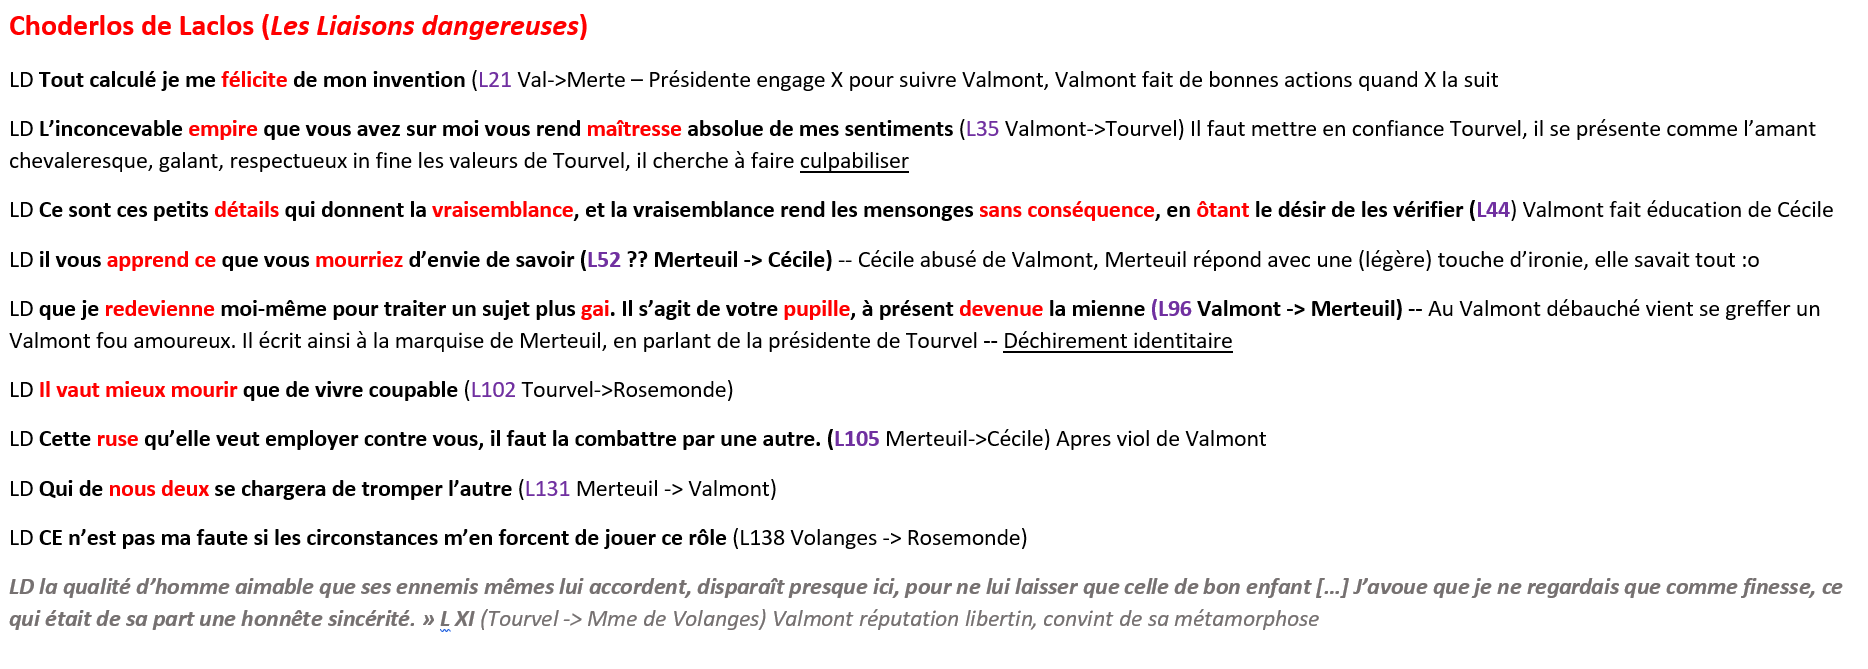 Choderlos de Laclos (Les Liaisons dangereuses)
LD Tout calculé je me félicite de mon invention (L21 Val->Merte – Présidente engage X pour suivre Valmont, Valmont fait de bonnes actions quand X la suit
LD L’inconcevable empire que vous avez sur moi vous rend maîtresse absolue de mes sentiments (L35 Valmont->Tourvel) Il faut mettre en confiance Tourvel, il se présente comme l’amant
chevaleresque, galant, respectueux in fine les valeurs de Tourvel, il cherche à faire culpabiliser
LD Ce sont ces petits détails qui donnent la vraisemblance, et la vraisemblance rend les mensonges sans conséquence, en ôtant le désir de les vérifier (L44) Valmont fait éducation de Cécile
LD il vous apprend ce que vous mourriez d’envie de savoir (L52 ?? Merteuil -> Cécile) -- Cécile abusé de Valmont, Merteuil répond avec une (légère) touche d’ironie, elle savait tout :o
LD que je redevienne moi-même pour traiter un sujet plus gai. Il s’agit de votre pupille, à présent devenue la mienne (L96 Valmont -> Merteuil) -- Au Valmont débauché vient se greffer un
Valmont fou amoureux. Il écrit ainsi à la marquise de Merteuil, en parlant de la présidente de Tourvel -- Déchirement identitaire
LD Il vaut mieux mourir que de vivre coupable (L102 Tourvel->Rosemonde)
LD Cette ruse qu’elle veut employer contre vous, il faut la combattre par une autre. (L105 Merteuil->Cécile) Apres viol de Valmont
LD Qui de nous deux se chargera de tromper l’autre (L131 Merteuil -> Valmont)
LD CE n’est pas ma faute si les circonstances m’en forcent de jouer ce rôle (L138 Volanges -> Rosemonde)
LD la qualité d’homme aimable que ses ennemis mêmes lui accordent, disparaît presque ici, pour ne lui laisser que celle de bon enfant […] J’avoue que je ne regardais que comme finesse, ce
qui était de sa part une honnête sincérité. » L XI (Tourvel -> Mme de Volanges) Valmont réputation libertin, convint de sa métamorphose